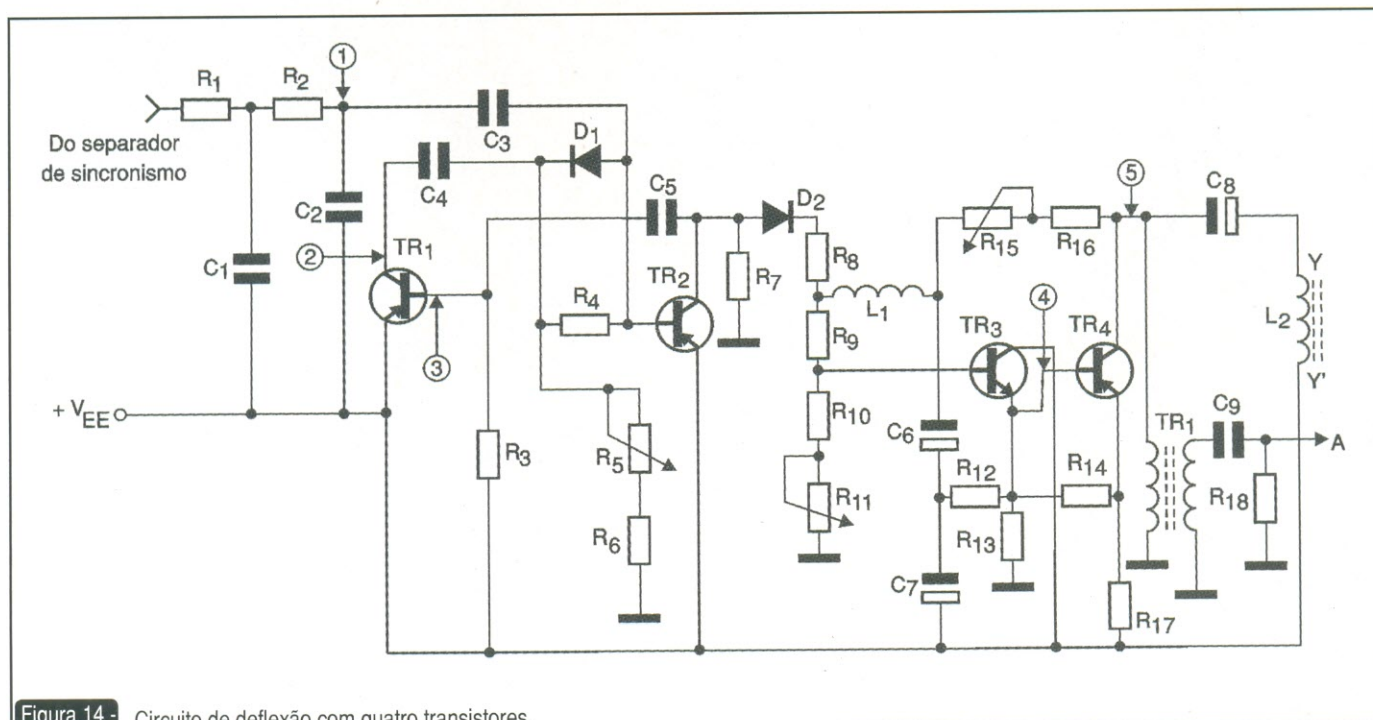 R1
R2
①
Do separador
de sincronismo
C3
C4
D1
C5
D2
C2
C1
②
TR1
③
R4
TR2
R7
R8
L1
R9
R15
R16
⑤
C8
TR3
④
TR4
Y
L2
Y'
+ VEE
R3
R5
R6
R10
R11
C6
R12
R14
R13
C7
R17
TR1
C9
A
R18
Figura 14 - Circuito de deflexão com quatro transistores